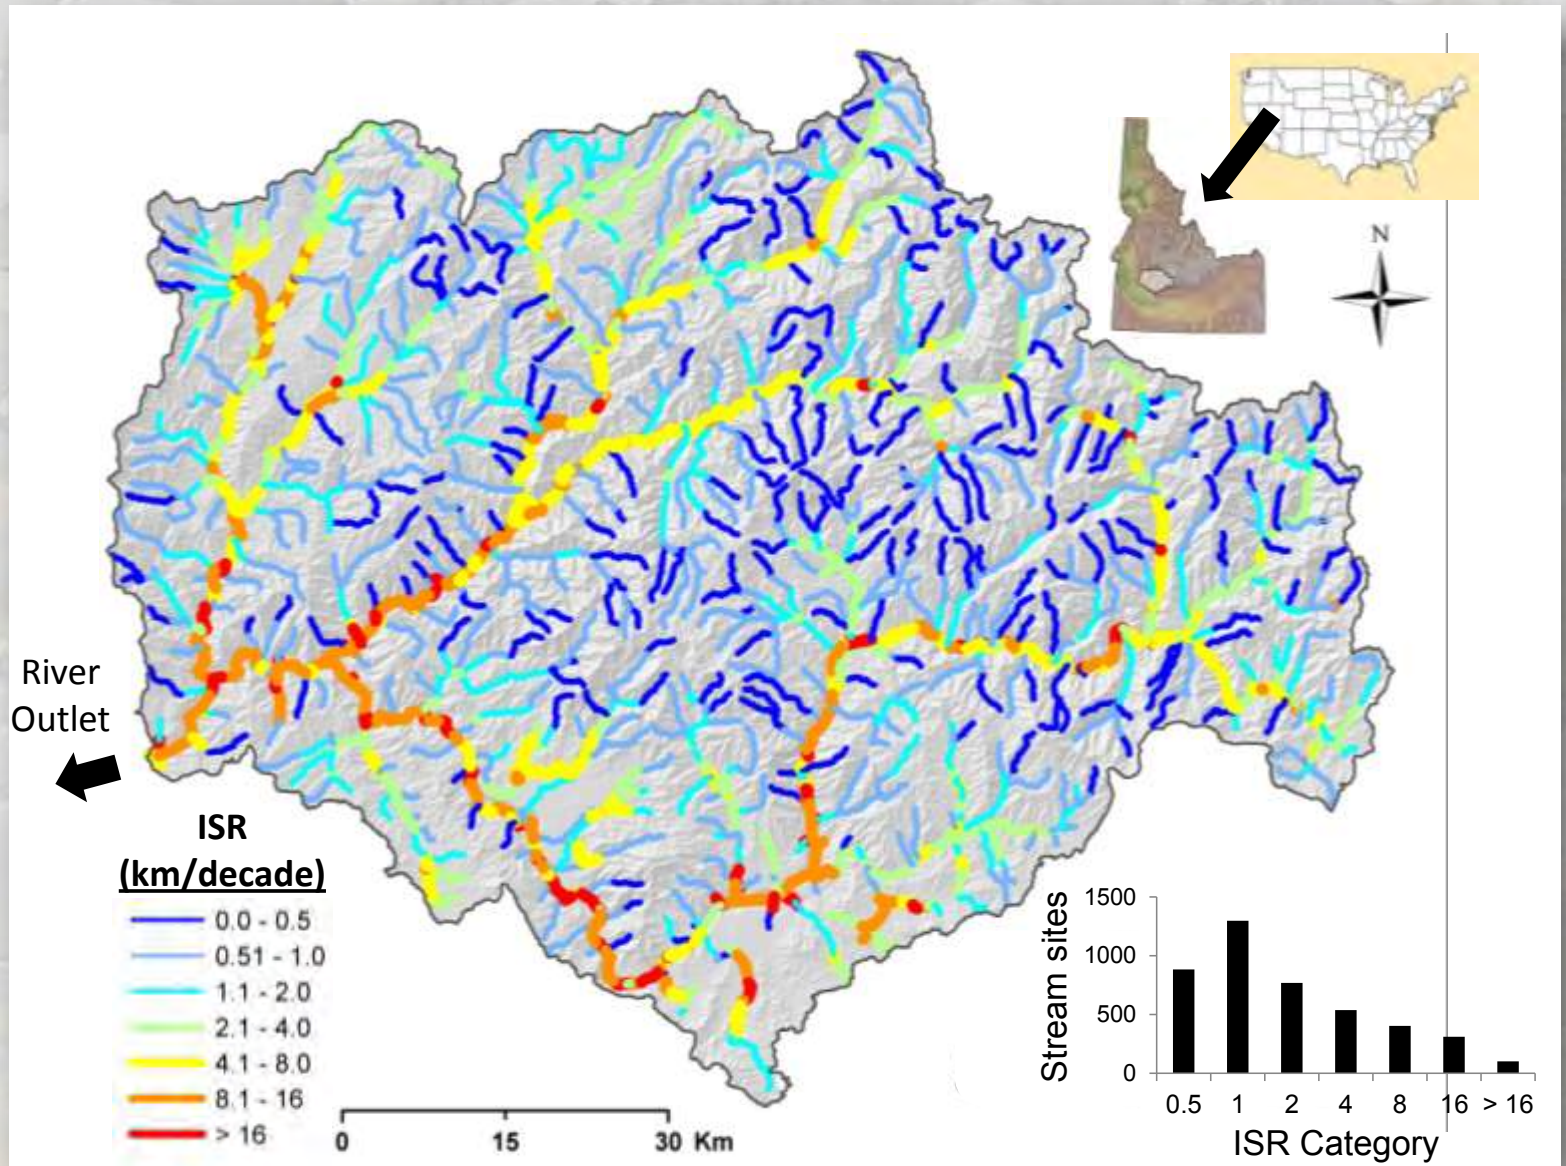 N
River
Outlet
ISR
(km/decade)
0.0 - 0.5
0.51 - 1.0
1.1 - 2.0
2.1 - 4.0
4.1 - 8.0
8.1 - 16
> 16
0 15 30 Km
Stream sites
1500
1000
500
0
0.5 1 2 4 8 16 > 16
ISR Category